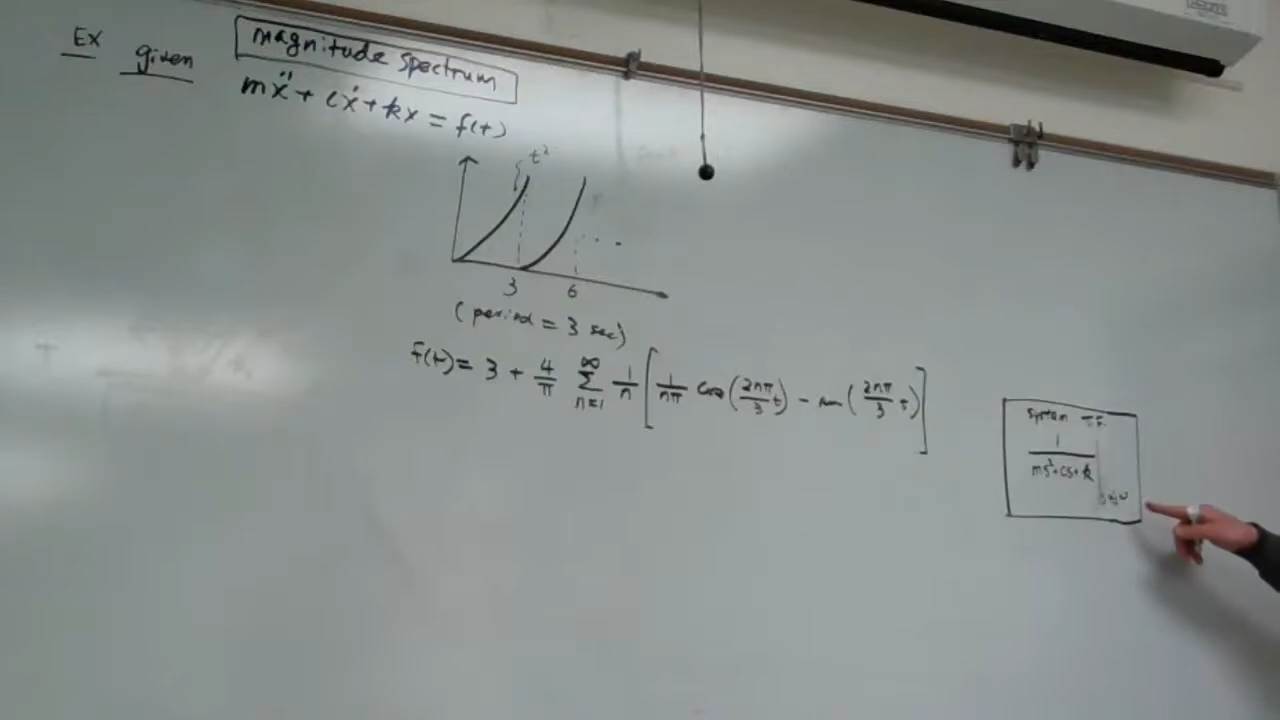 Ex given magnitude spectrum
mẍ + cẋ + kx = f(t)
t²
3 6
(period = 3 sec)
f(t) = 3 + 4/π ∑_{n=1}^{∞} 1/n [ 1/nπ cos(2nπ/3 t) - sin(2nπ/3 t) ]
system T.F.
1
ms²+cs+k
s=jω